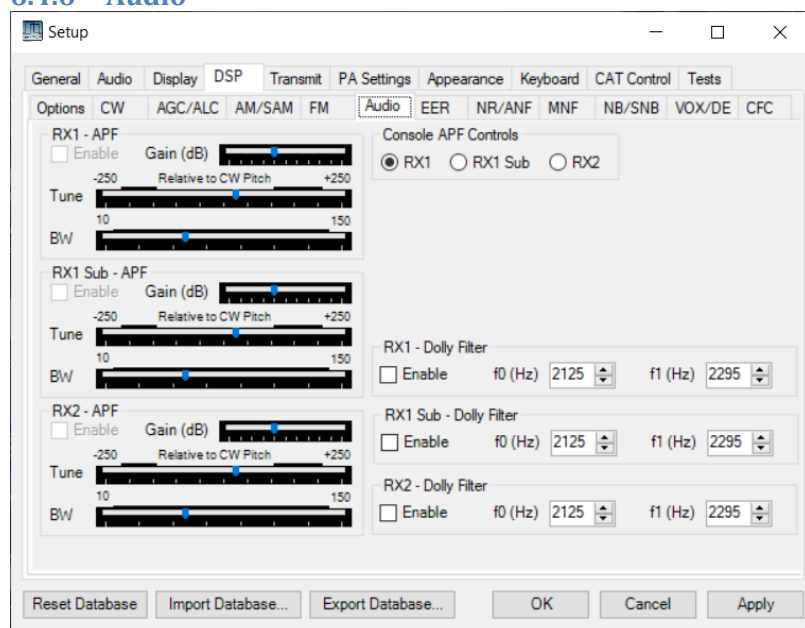 Setup
General Audio Display DSP Transmit PA Settings Appearance Keyboard CAT Control Tests
Options CW AGC/ALC AM/SAM FM Audio EER NR/ANF MNF NB/SNB VOX/DE CFC
RX1 - APF
Enable Gain (dB)
-250 Relative to CW Pitch +250
Tune
10 150
BW
RX1 Sub - APF
Enable Gain (dB)
-250 Relative to CW Pitch +250
Tune
10 150
BW
RX2 - APF
Enable Gain (dB)
-250 Relative to CW Pitch +250
Tune
10 150
BW
Console APF Controls
RX1 RX1 Sub RX2
RX1 - Dolly Filter
Enable f0 (Hz) 2125 f1 (Hz) 2295
RX1 Sub - Dolly Filter
Enable f0 (Hz) 2125 f1 (Hz) 2295
RX2 - Dolly Filter
Enable f0 (Hz) 2125 f1 (Hz) 2295
Reset Database Import Database... Export Database... OK Cancel Apply